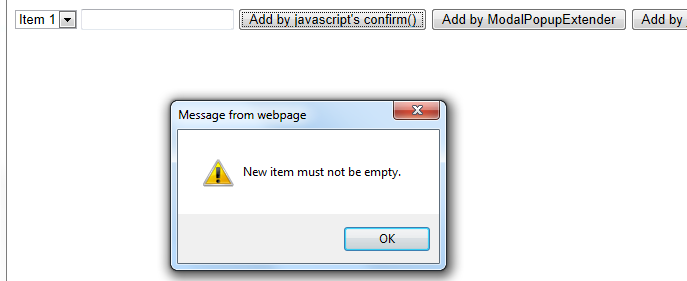 Item 1 Add by javascript's confirm() Add by ModalPopupExtender Add by
Message from webpage
New item must not be empty.
OK